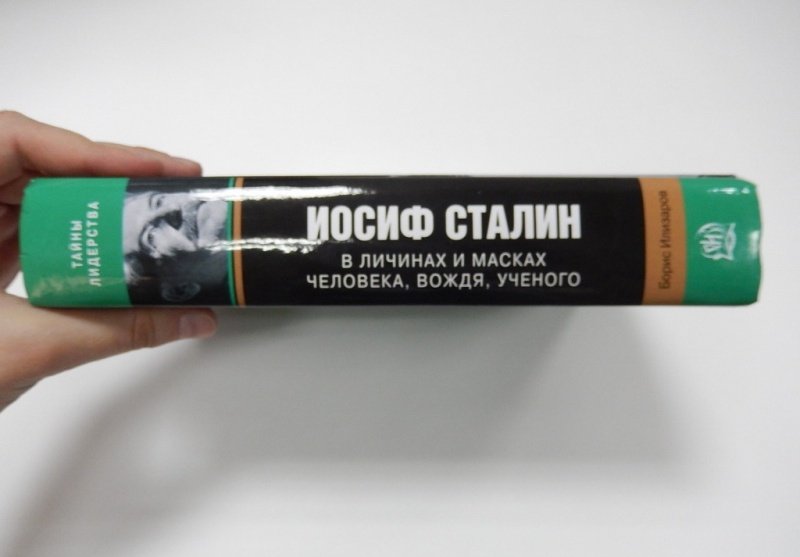 ТАЙНЫ
ЛИДЕРСТВА
ИОСИФ СТАЛИН
В ЛИЧИНАХ И МАСКАХ
ЧЕЛОВЕКА, ВОЖДЯ, УЧЕНОГО
Борис Илизаров